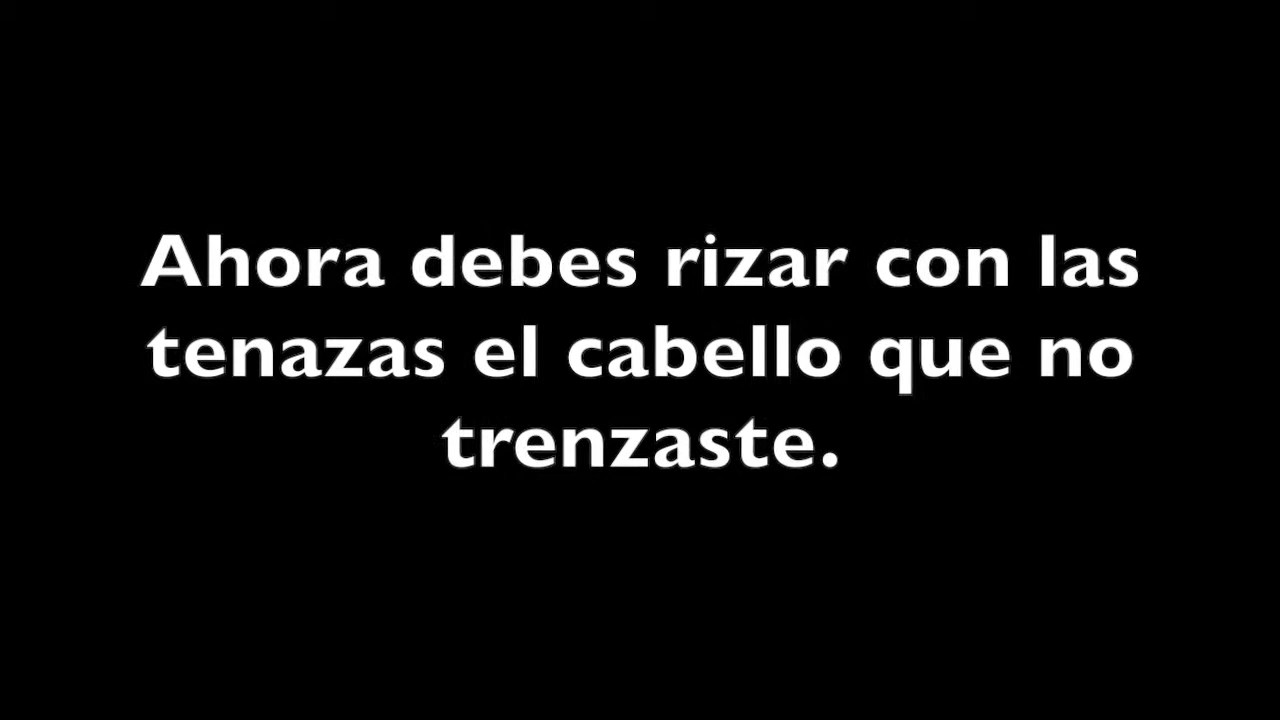 Ahora debes rizar con las
tenazas el cabello que no
trenzaste.